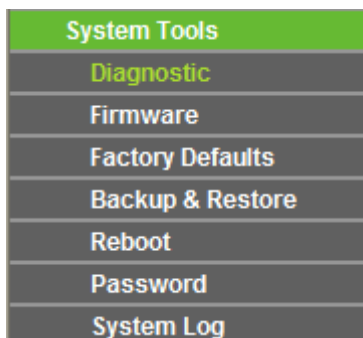 System Tools
Diagnostic
Firmware
Factory Defaults
Backup & Restore
Reboot
Password
System Log